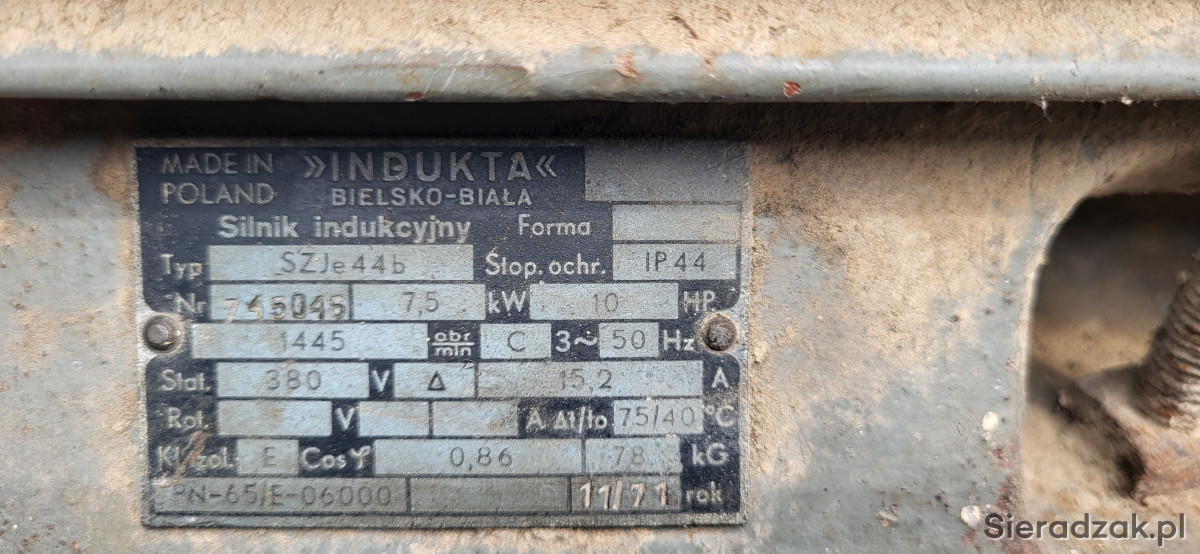 MADE IN »INDUKTA«
POLAND BIELSKO-BIAŁA
Silnik indukcyjny Forma
Typ SZJe44b Stop. ochr. IP44
Nr 745045 7,5 kW 10 HP
1445 obr/min C 3~ 50 Hz
Stat. 380 V Δ 15,2 A
Rot. V A Δt/to 75/40 °C
Kl. izol. E Cos φ 0,86 78 kG
PN-65/E-06000 11/71 rok
Sieradzak.pl